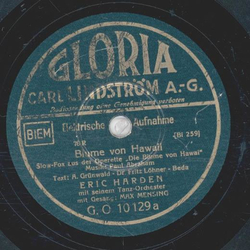 GLORIA
CARL LINDSTRÖM A.-G.
BIEM
Elektrische Aufnahme
(BI 259)
Blume von Hawaii
Slow-Fox aus der Operette „Die Blume von Hawai"
Musik: Paul Abraham
Text: A. Grünwald - Dr. Fritz Löhner - Beda
ERIC HARDEN
mit seinem Tanz-Orchester
mit Gesang: MAX MENSING
G.O 10129a